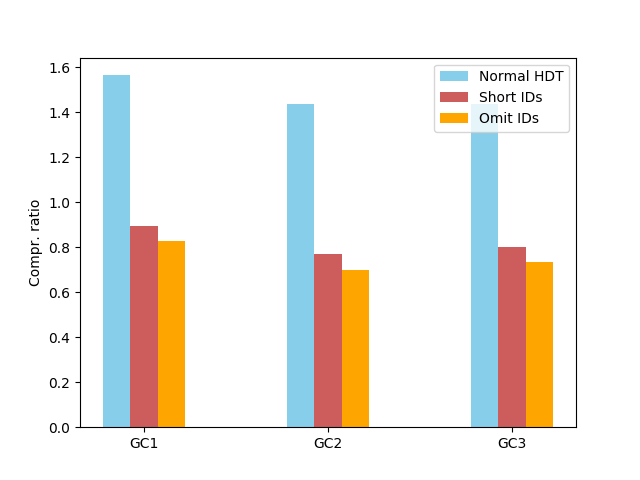 1.6
1.4
1.2
1.0
0.8
0.6
0.4
0.2
0.0
Compr. ratio
Normal HDT
Short IDs
Omit IDs
GC1
GC2
GC3